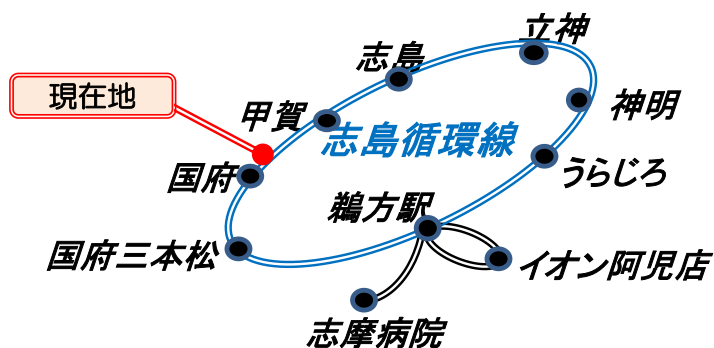 立神
志島
現在地
神明
甲賀
志島循環線
うらじろ
国府
鵜方駅
国府三本松
イオン阿児店
志摩病院